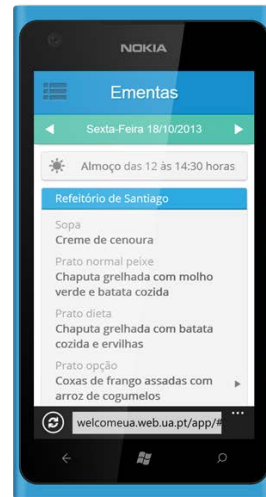 NOKIA
Ementas
Sexta-Feira 18/10/2013
Almoço das 12 às 14:30 horas
Refeitório de Santiago
Sopa
Creme de cenoura
Prato normal peixe
Chaputa grelhada com molho
verde e batata cozida
Prato dieta
Chaputa grelhada com batata
cozida e ervilhas
Prato opção
Coxas de frango assadas com
arroz de cogumelos
welcomeua.web.ua.pt/app/#